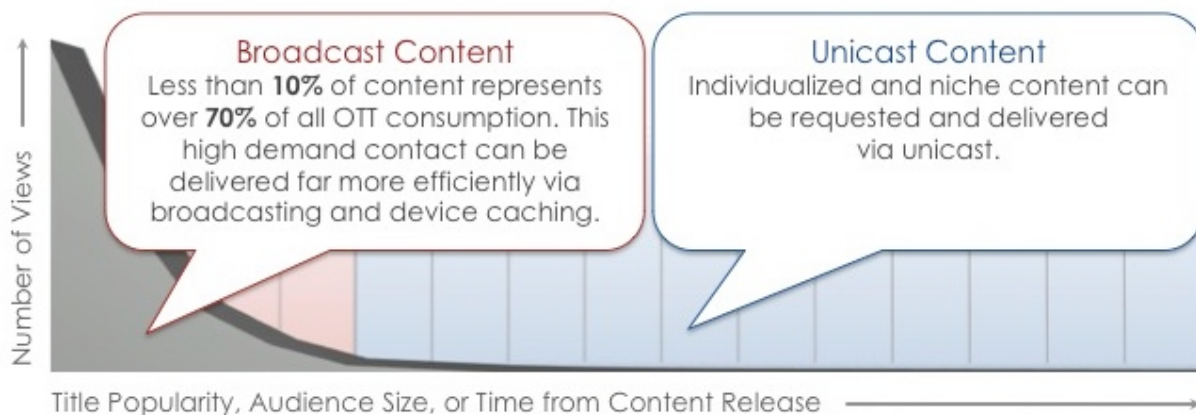 Number of Views
Broadcast Content
Less than 10% of content represents
over 70% of all OTT consumption. This
high demand contact can be
delivered far more efficiently via
broadcasting and device caching.
Unicast Content
Individualized and niche content can
be requested and delivered
via unicast.
Title Popularity, Audience Size, or Time from Content Release